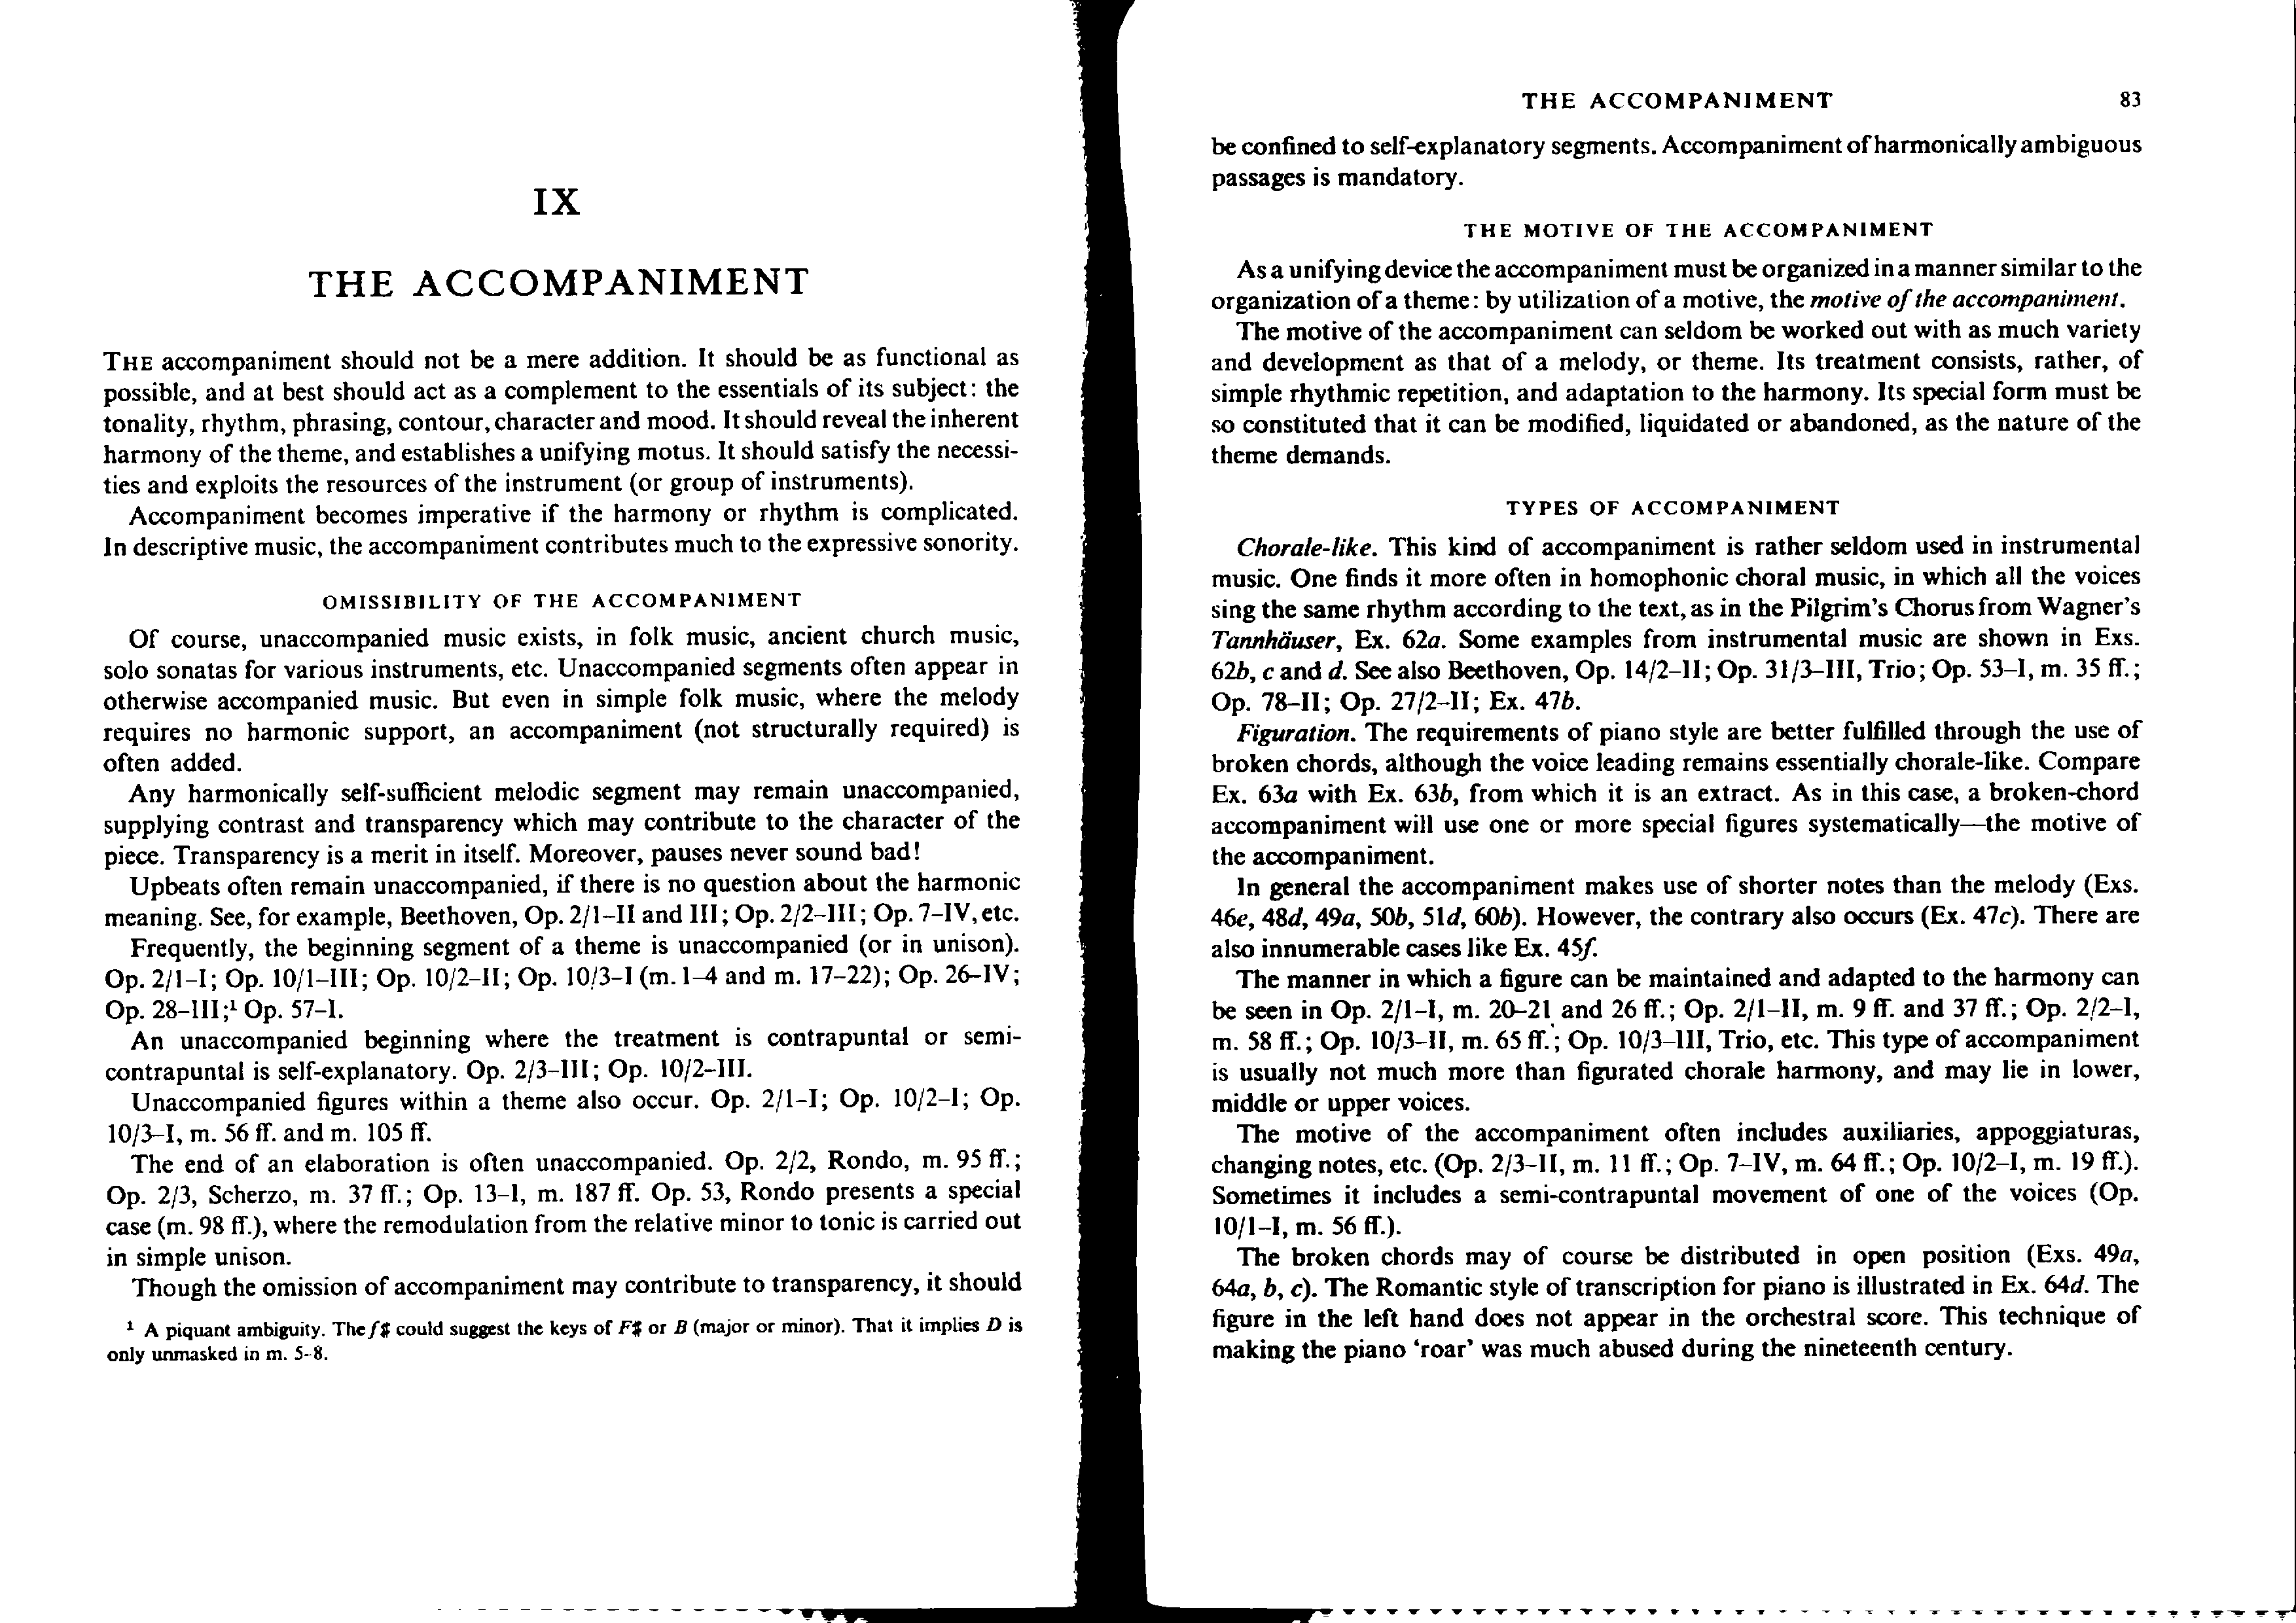 IX
THE ACCOMPANIMENT
THE accompaniment should not be a mere addition. It should be as functional as
possible, and at best should act as a complement to the essentials of its subject: the
tonality, rhythm, phrasing, contour, character and mood. It should reveal the inherent
harmony of the theme, and establishes a unifying motus. It should satisfy the necessi-
ties and exploits the resources of the instrument (or group of instruments).
Accompaniment becomes imperative if the harmony or rhythm is complicated.
In descriptive music, the accompaniment contributes much to the expressive sonority.
OMISSIBILITY OF THE ACCOMPANIMENT
Of course, unaccompanied music exists, in folk music, ancient church music,
solo sonatas for various instruments, etc. Unaccompanied segments often appear in
otherwise accompanied music. But even in simple folk music, where the melody
requires no harmonic support, an accompaniment (not structurally required) is
often added.
Any harmonically self-sufficient melodic segment may remain unaccompanied,
supplying contrast and transparency which may contribute to the character of the
piece. Transparency is a merit in itself. Moreover, pauses never sound bad!
Upbeats often remain unaccompanied, if there is no question about the harmonic
meaning. See, for example, Beethoven, Op. 2/1–II and III; Op. 2/2–III; Op. 7–IV, etc.
Frequently, the beginning segment of a theme is unaccompanied (or in unison).
Op. 2/1–I; Op. 10/1–III; Op. 10/2–II; Op. 10/3–I (m. 1–4 and m. 17–22); Op. 26–IV;
Op. 28–III;¹ Op. 57–I.
An unaccompanied beginning where the treatment is contrapuntal or semi-
contrapuntal is self-explanatory. Op. 2/3–III; Op. 10/2–III.
Unaccompanied figures within a theme also occur. Op. 2/1–I; Op. 10/2–I; Op.
10/3–I, m. 56 ff. and m. 105 ff.
The end of an elaboration is often unaccompanied. Op. 2/2, Rondo, m. 95 ff.;
Op. 2/3, Scherzo, m. 37 ff.; Op. 13–I, m. 187 ff. Op. 53, Rondo presents a special
case (m. 98 ff.), where the remodulation from the relative minor to tonic is carried out
in simple unison.
Though the omission of accompaniment may contribute to transparency, it should
¹ A piquant ambiguity. The f♯ could suggest the keys of F♯ or B (major or minor). That it implies D is
only unmasked in m. 5–8.
THE ACCOMPANIMENT 83
be confined to self-explanatory segments. Accompaniment of harmonically ambiguous
passages is mandatory.
THE MOTIVE OF THE ACCOMPANIMENT
As a unifying device the accompaniment must be organized in a manner similar to the
organization of a theme: by utilization of a motive, the motive of the accompaniment.
The motive of the accompaniment can seldom be worked out with as much variety
and development as that of a melody, or theme. Its treatment consists, rather, of
simple rhythmic repetition, and adaptation to the harmony. Its special form must be
so constituted that it can be modified, liquidated or abandoned, as the nature of the
theme demands.
TYPES OF ACCOMPANIMENT
Chorale-like. This kind of accompaniment is rather seldom used in instrumental
music. One finds it more often in homophonic choral music, in which all the voices
sing the same rhythm according to the text, as in the Pilgrim's Chorus from Wagner's
Tannhäuser, Ex. 62a. Some examples from instrumental music are shown in Exs.
62b, c and d. See also Beethoven, Op. 14/2–II; Op. 31/3–III, Trio; Op. 53–I, m. 35 ff.;
Op. 78–II; Op. 27/2–II; Ex. 47b.
Figuration. The requirements of piano style are better fulfilled through the use of
broken chords, although the voice leading remains essentially chorale-like. Compare
Ex. 63a with Ex. 63b, from which it is an extract. As in this case, a broken-chord
accompaniment will use one or more special figures systematically—the motive of
the accompaniment.
In general the accompaniment makes use of shorter notes than the melody (Exs.
46e, 48d, 49a, 50b, 51d, 60b). However, the contrary also occurs (Ex. 47c). There are
also innumerable cases like Ex. 45f.
The manner in which a figure can be maintained and adapted to the harmony can
be seen in Op. 2/1–I, m. 20–21 and 26 ff.; Op. 2/1–II, m. 9 ff. and 37 ff.; Op. 2/2–I,
m. 58 ff.; Op. 10/3–II, m. 65 ff.; Op. 10/3–III, Trio, etc. This type of accompaniment
is usually not much more than figurated chorale harmony, and may lie in lower,
middle or upper voices.
The motive of the accompaniment often includes auxiliaries, appoggiaturas,
changing notes, etc. (Op. 2/3–II, m. 11 ff.; Op. 7–IV, m. 64 ff.; Op. 10/2–I, m. 19 ff.).
Sometimes it includes a semi-contrapuntal movement of one of the voices (Op.
10/1–I, m. 56 ff.).
The broken chords may of course be distributed in open position (Exs. 49a,
64a, b, c). The Romantic style of transcription for piano is illustrated in Ex. 64d. The
figure in the left hand does not appear in the orchestral score. This technique of
making the piano 'roar' was much abused during the nineteenth century.